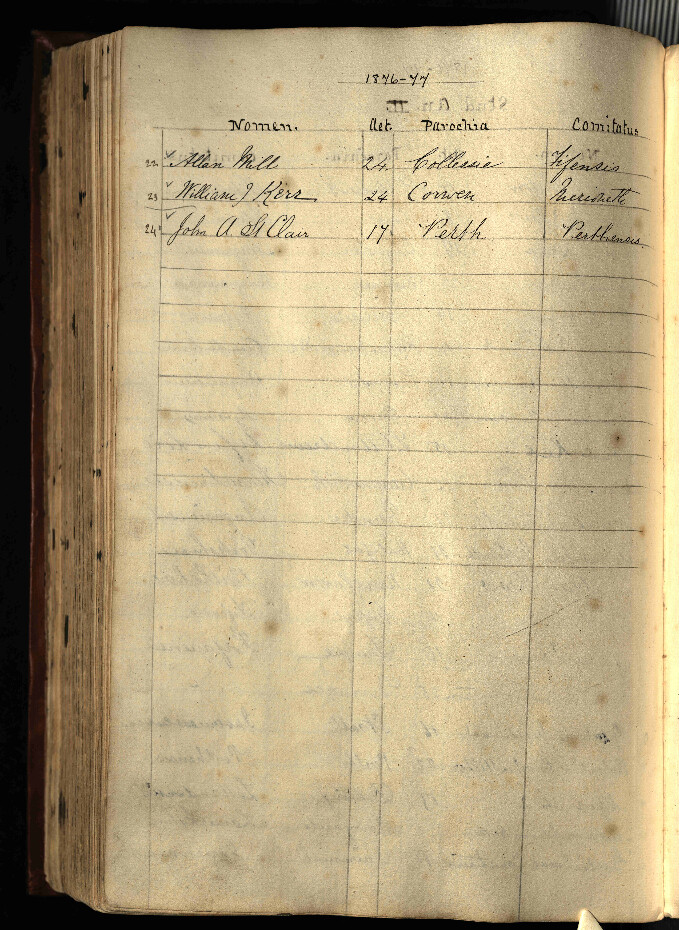 1876-77
Nomen. Aet. Parochia Comitatus
22 Allan Mill 24 Collessie Fifensis
23 William J Kerr 24 Corwen Merioneth
24 John A St Clair 17 Perth Perthensis